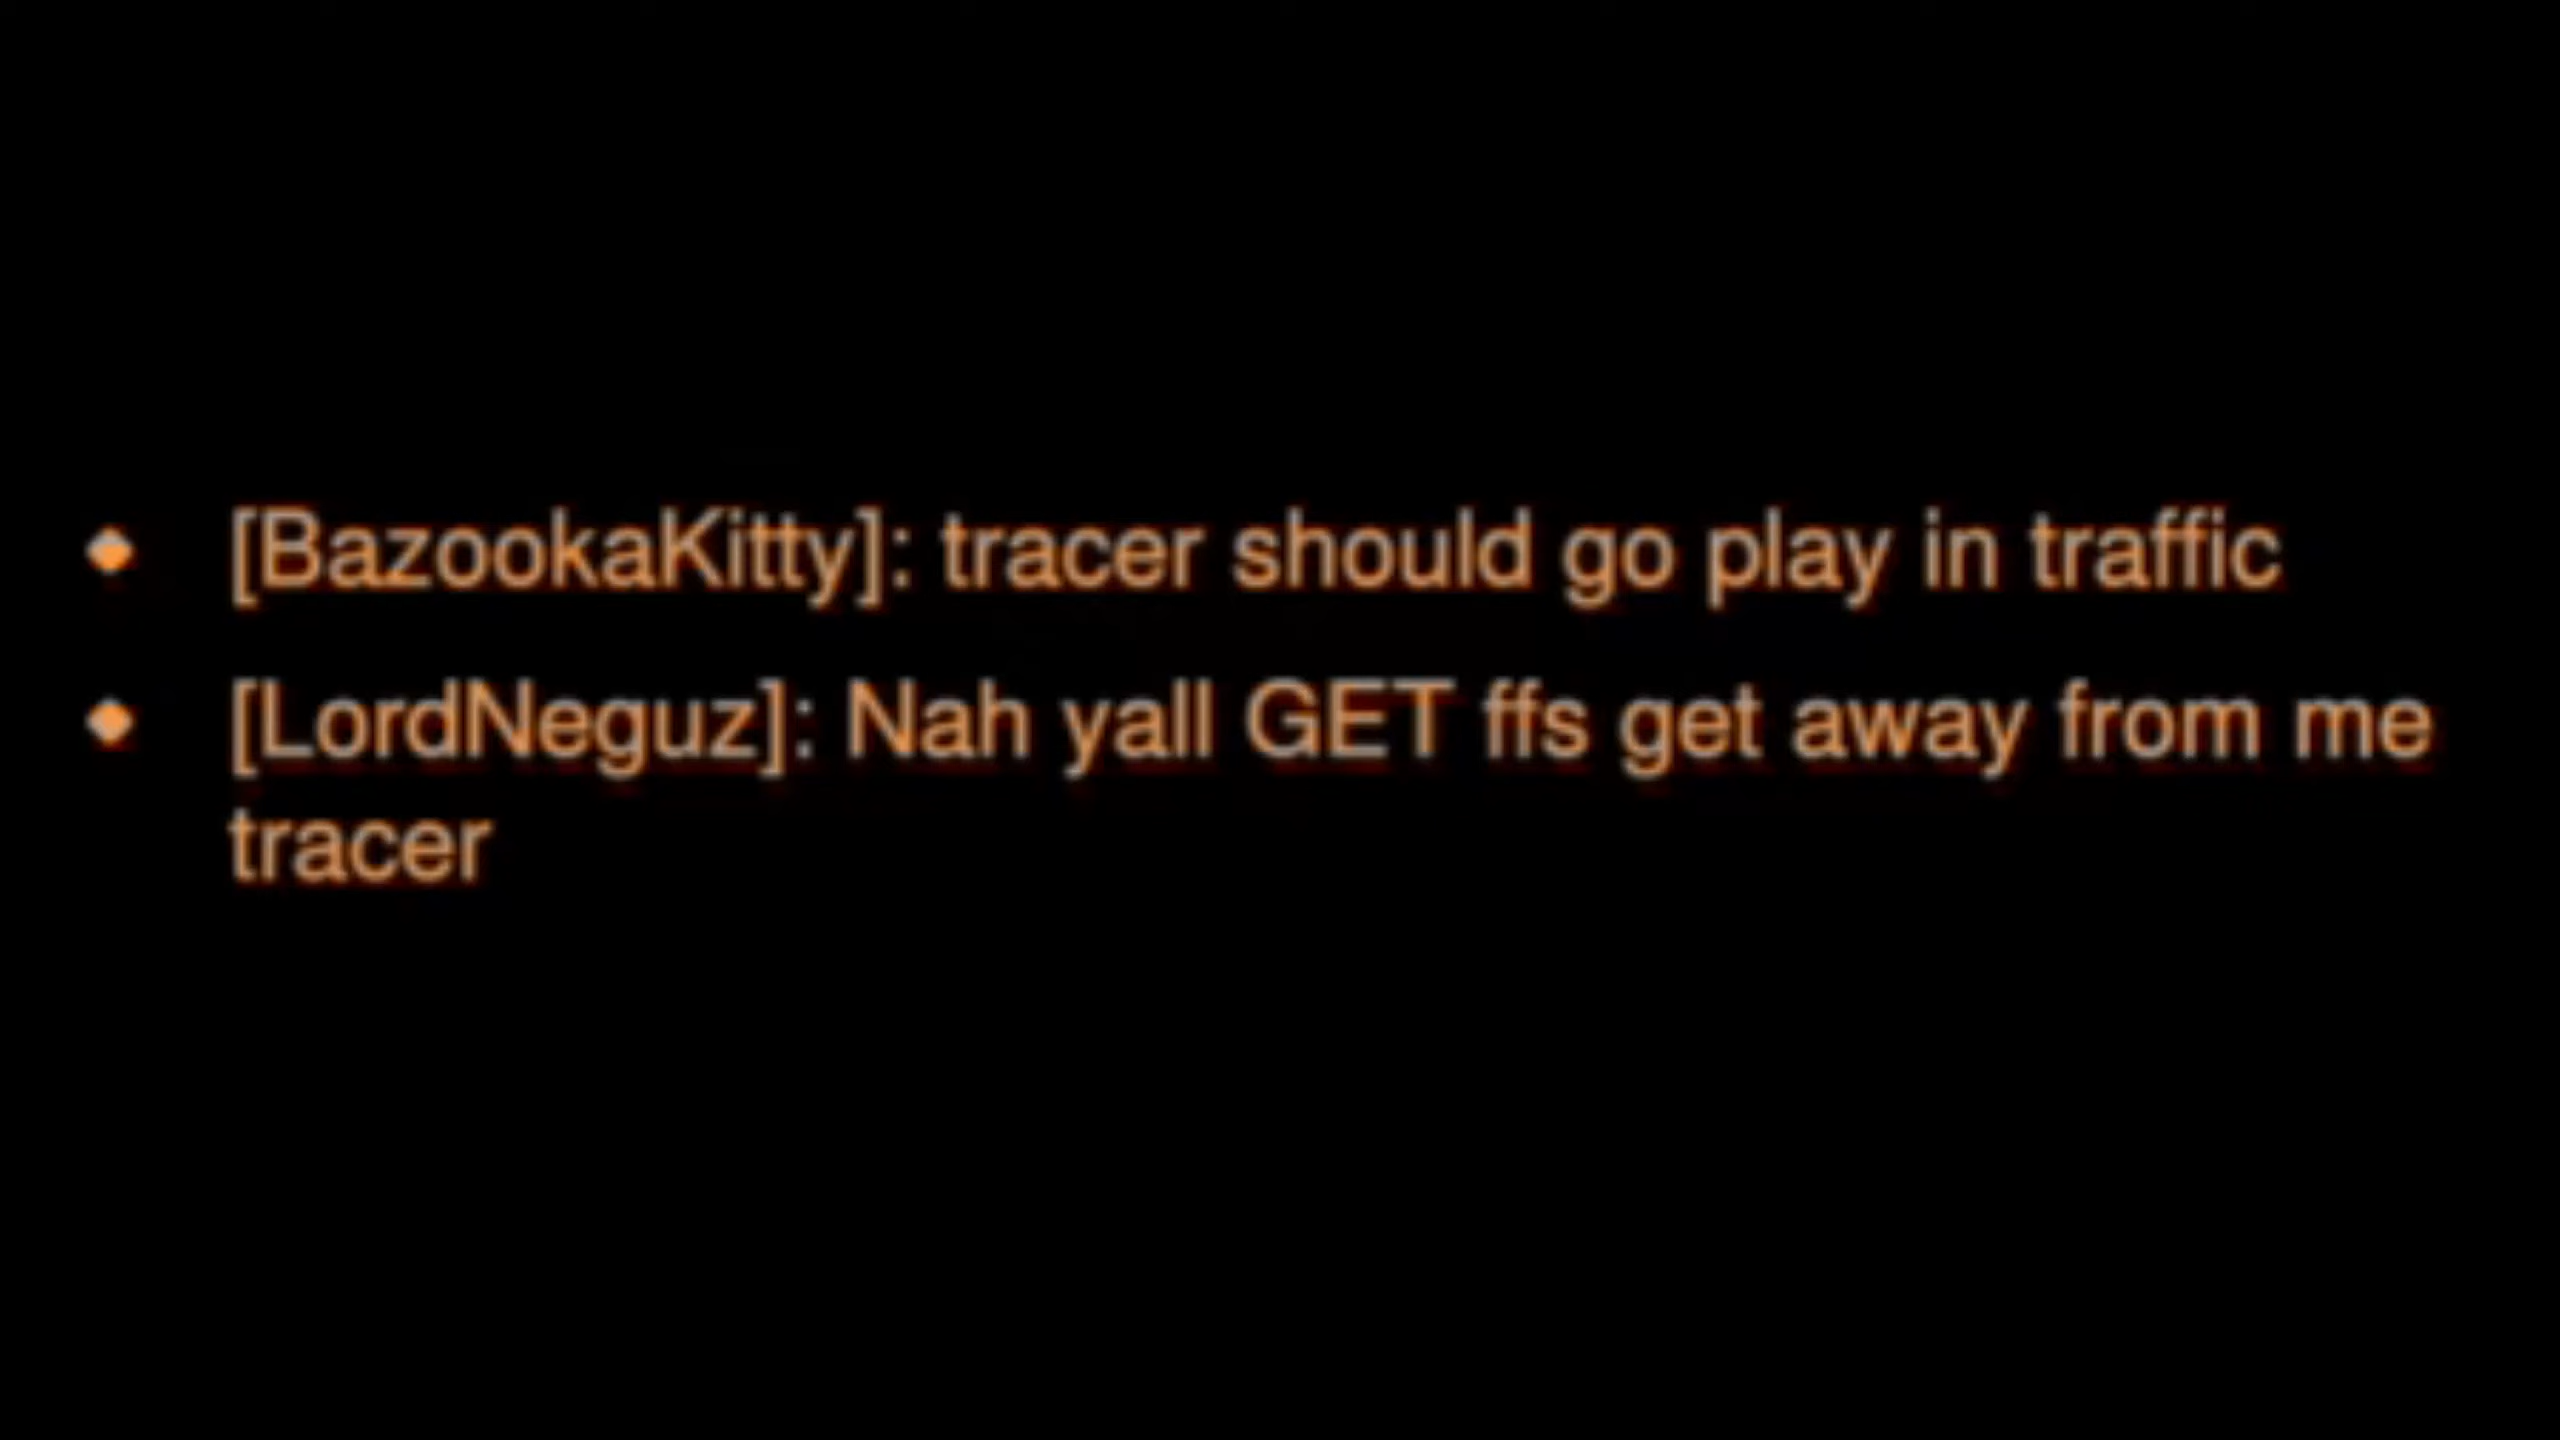 ◆ [BazookaKitty]: tracer should go play in traffic
◆ [LordNeguz]: Nah yall GET ffs get away from me
tracer